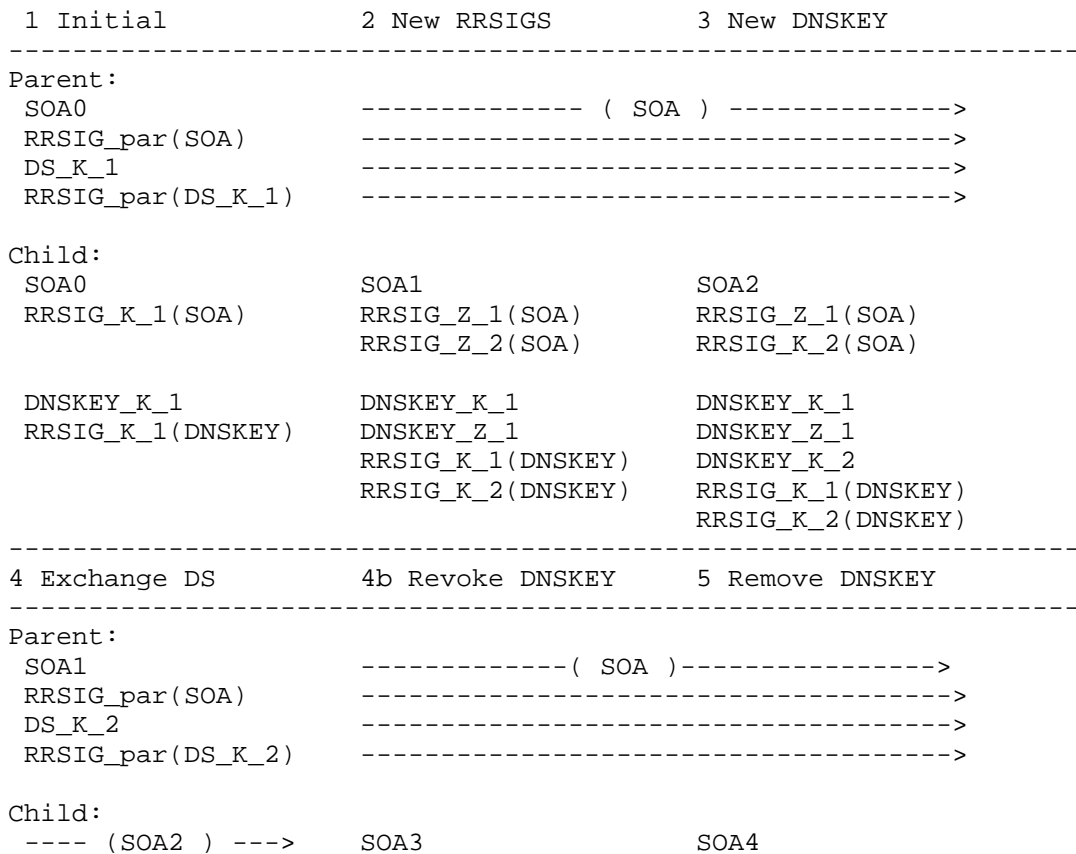 1 Initial            2 New RRSIGS         3 New DNSKEY
-------------------------------------------------------------------
Parent:
 SOA0                 -------------- ( SOA ) -------------->
 RRSIG_par(SOA)       ------------------------------------->
 DS_K_1               ------------------------------------->
 RRSIG_par(DS_K_1)    ------------------------------------->

Child:
 SOA0                 SOA1                 SOA2
 RRSIG_K_1(SOA)       RRSIG_Z_1(SOA)       RRSIG_Z_1(SOA)
                      RRSIG_Z_2(SOA)       RRSIG_K_2(SOA)

 DNSKEY_K_1           DNSKEY_K_1           DNSKEY_K_1
 RRSIG_K_1(DNSKEY)    DNSKEY_Z_1           DNSKEY_Z_1
                      RRSIG_K_1(DNSKEY)    DNSKEY_K_2
                      RRSIG_K_2(DNSKEY)    RRSIG_K_1(DNSKEY)
                                           RRSIG_K_2(DNSKEY)
-------------------------------------------------------------------
4 Exchange DS         4b Revoke DNSKEY     5 Remove DNSKEY
-------------------------------------------------------------------
Parent:
 SOA1                 -------------( SOA )---------------->
 RRSIG_par(SOA)       ------------------------------------->
 DS_K_2               ------------------------------------->
 RRSIG_par(DS_K_2)    ------------------------------------->

Child:
 ---- (SOA2 ) --->    SOA3                 SOA4